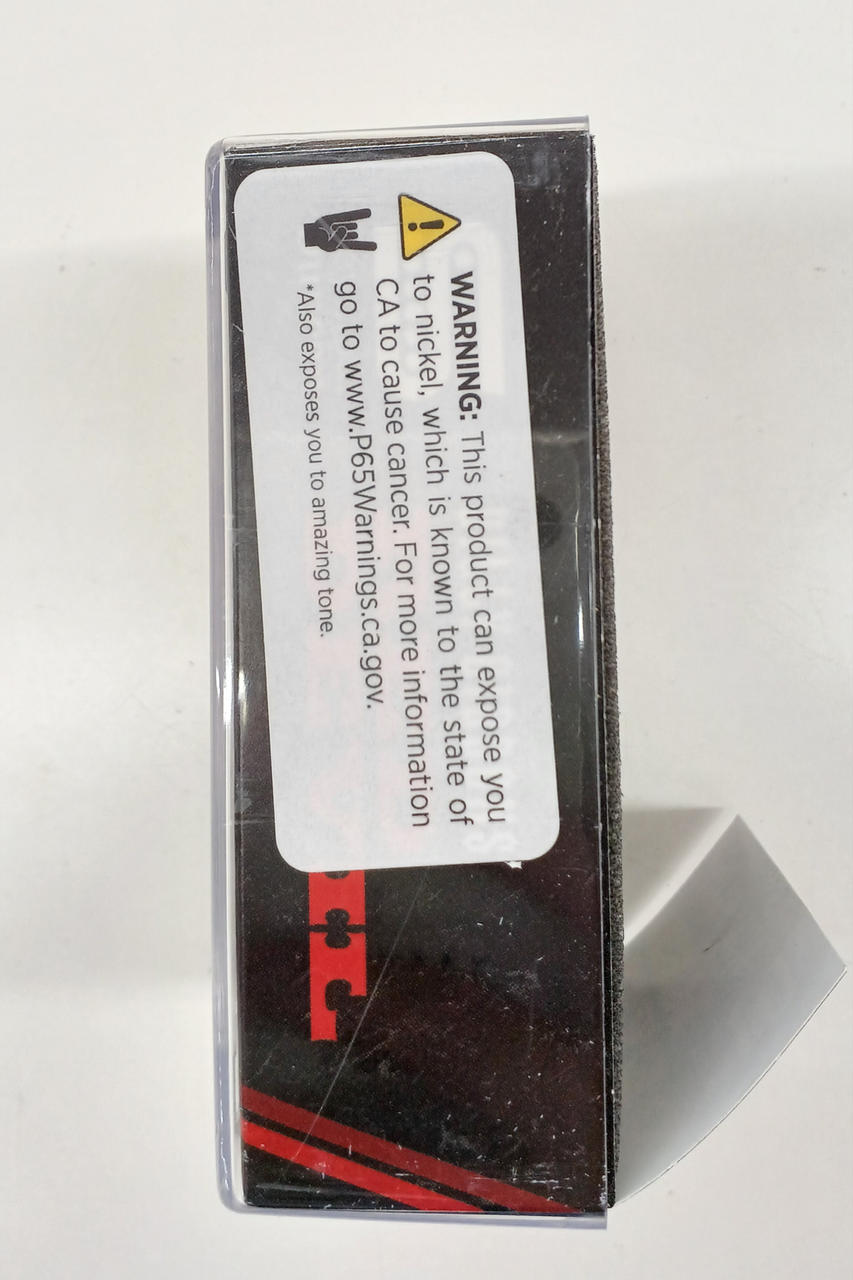 WARNING: This product can expose you
to nickel, which is known to the state of
CA to cause cancer. For more information
go to www.P65Warnings.ca.gov.
*Also exposes you to amazing tone.